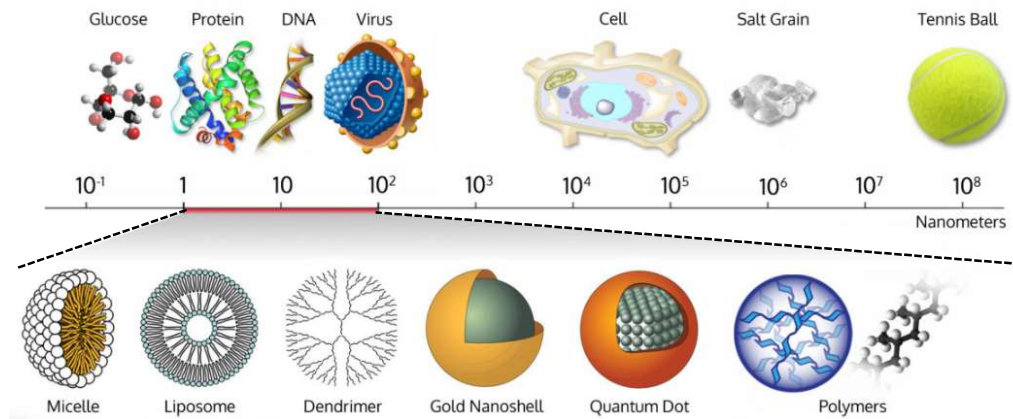 Glucose Protein DNA Virus Cell Salt Grain Tennis Ball
10⁻¹ 1 10 10² 10³ 10⁴ 10⁵ 10⁶ 10⁷ 10⁸
Nanometers
Micelle Liposome Dendrimer Gold Nanoshell Quantum Dot Polymers